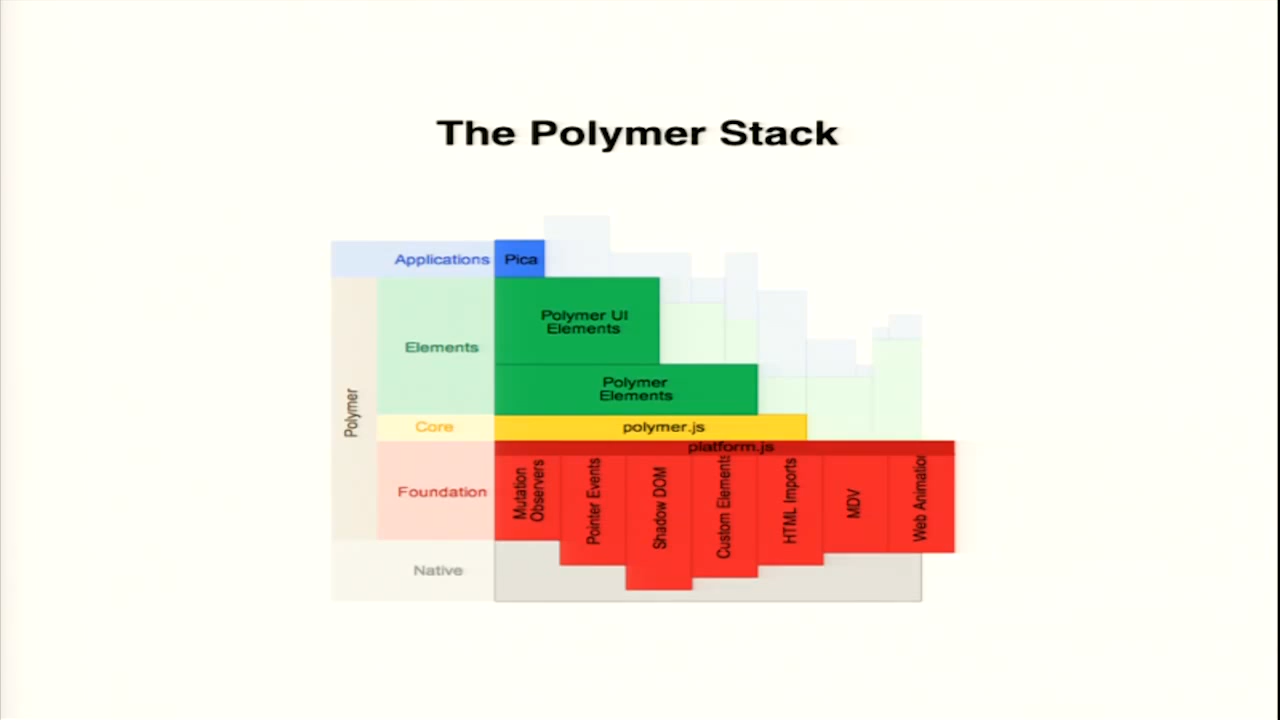 The Polymer Stack
Applications
Pica
Polymer UI
Elements
Elements
Polymer
Elements
Polymer
Core
polymer.js
platform.js
Foundation
Mutation
Observers
Pointer Events
Shadow DOM
Custom Elements
HTML Imports
MDV
Web Animation
Native